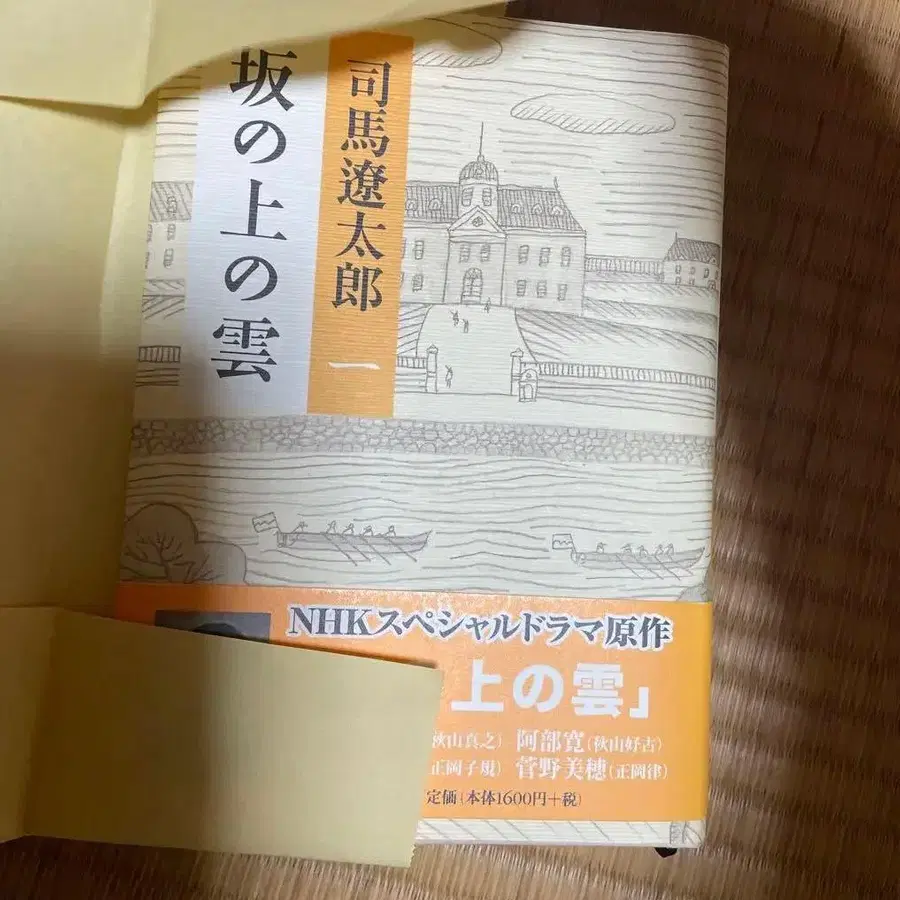 坂の上の雲
司馬遼太郎 一
NHKスペシャルドラマ原作
上の雲」
秋山真之) 阿部寛(秋山好古)
正岡子規) 菅野美穂(正岡律)
定価(本体1600円+税)